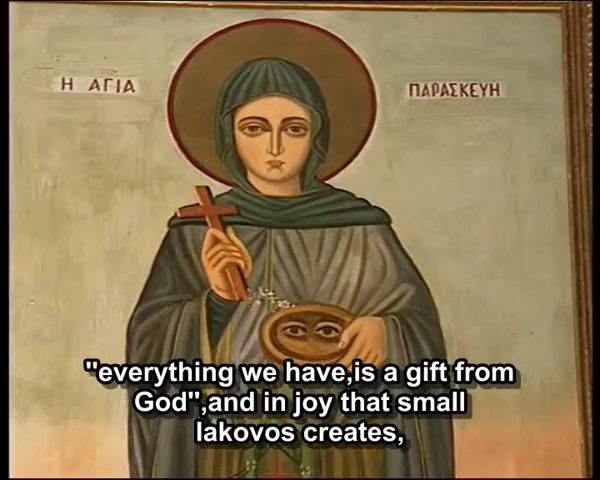 Η ΑΓΙΑ
ΠΑΡΑΣΚΕΥΗ
"everything we have,is a gift from
God",and in joy that small
Iakovos creates,